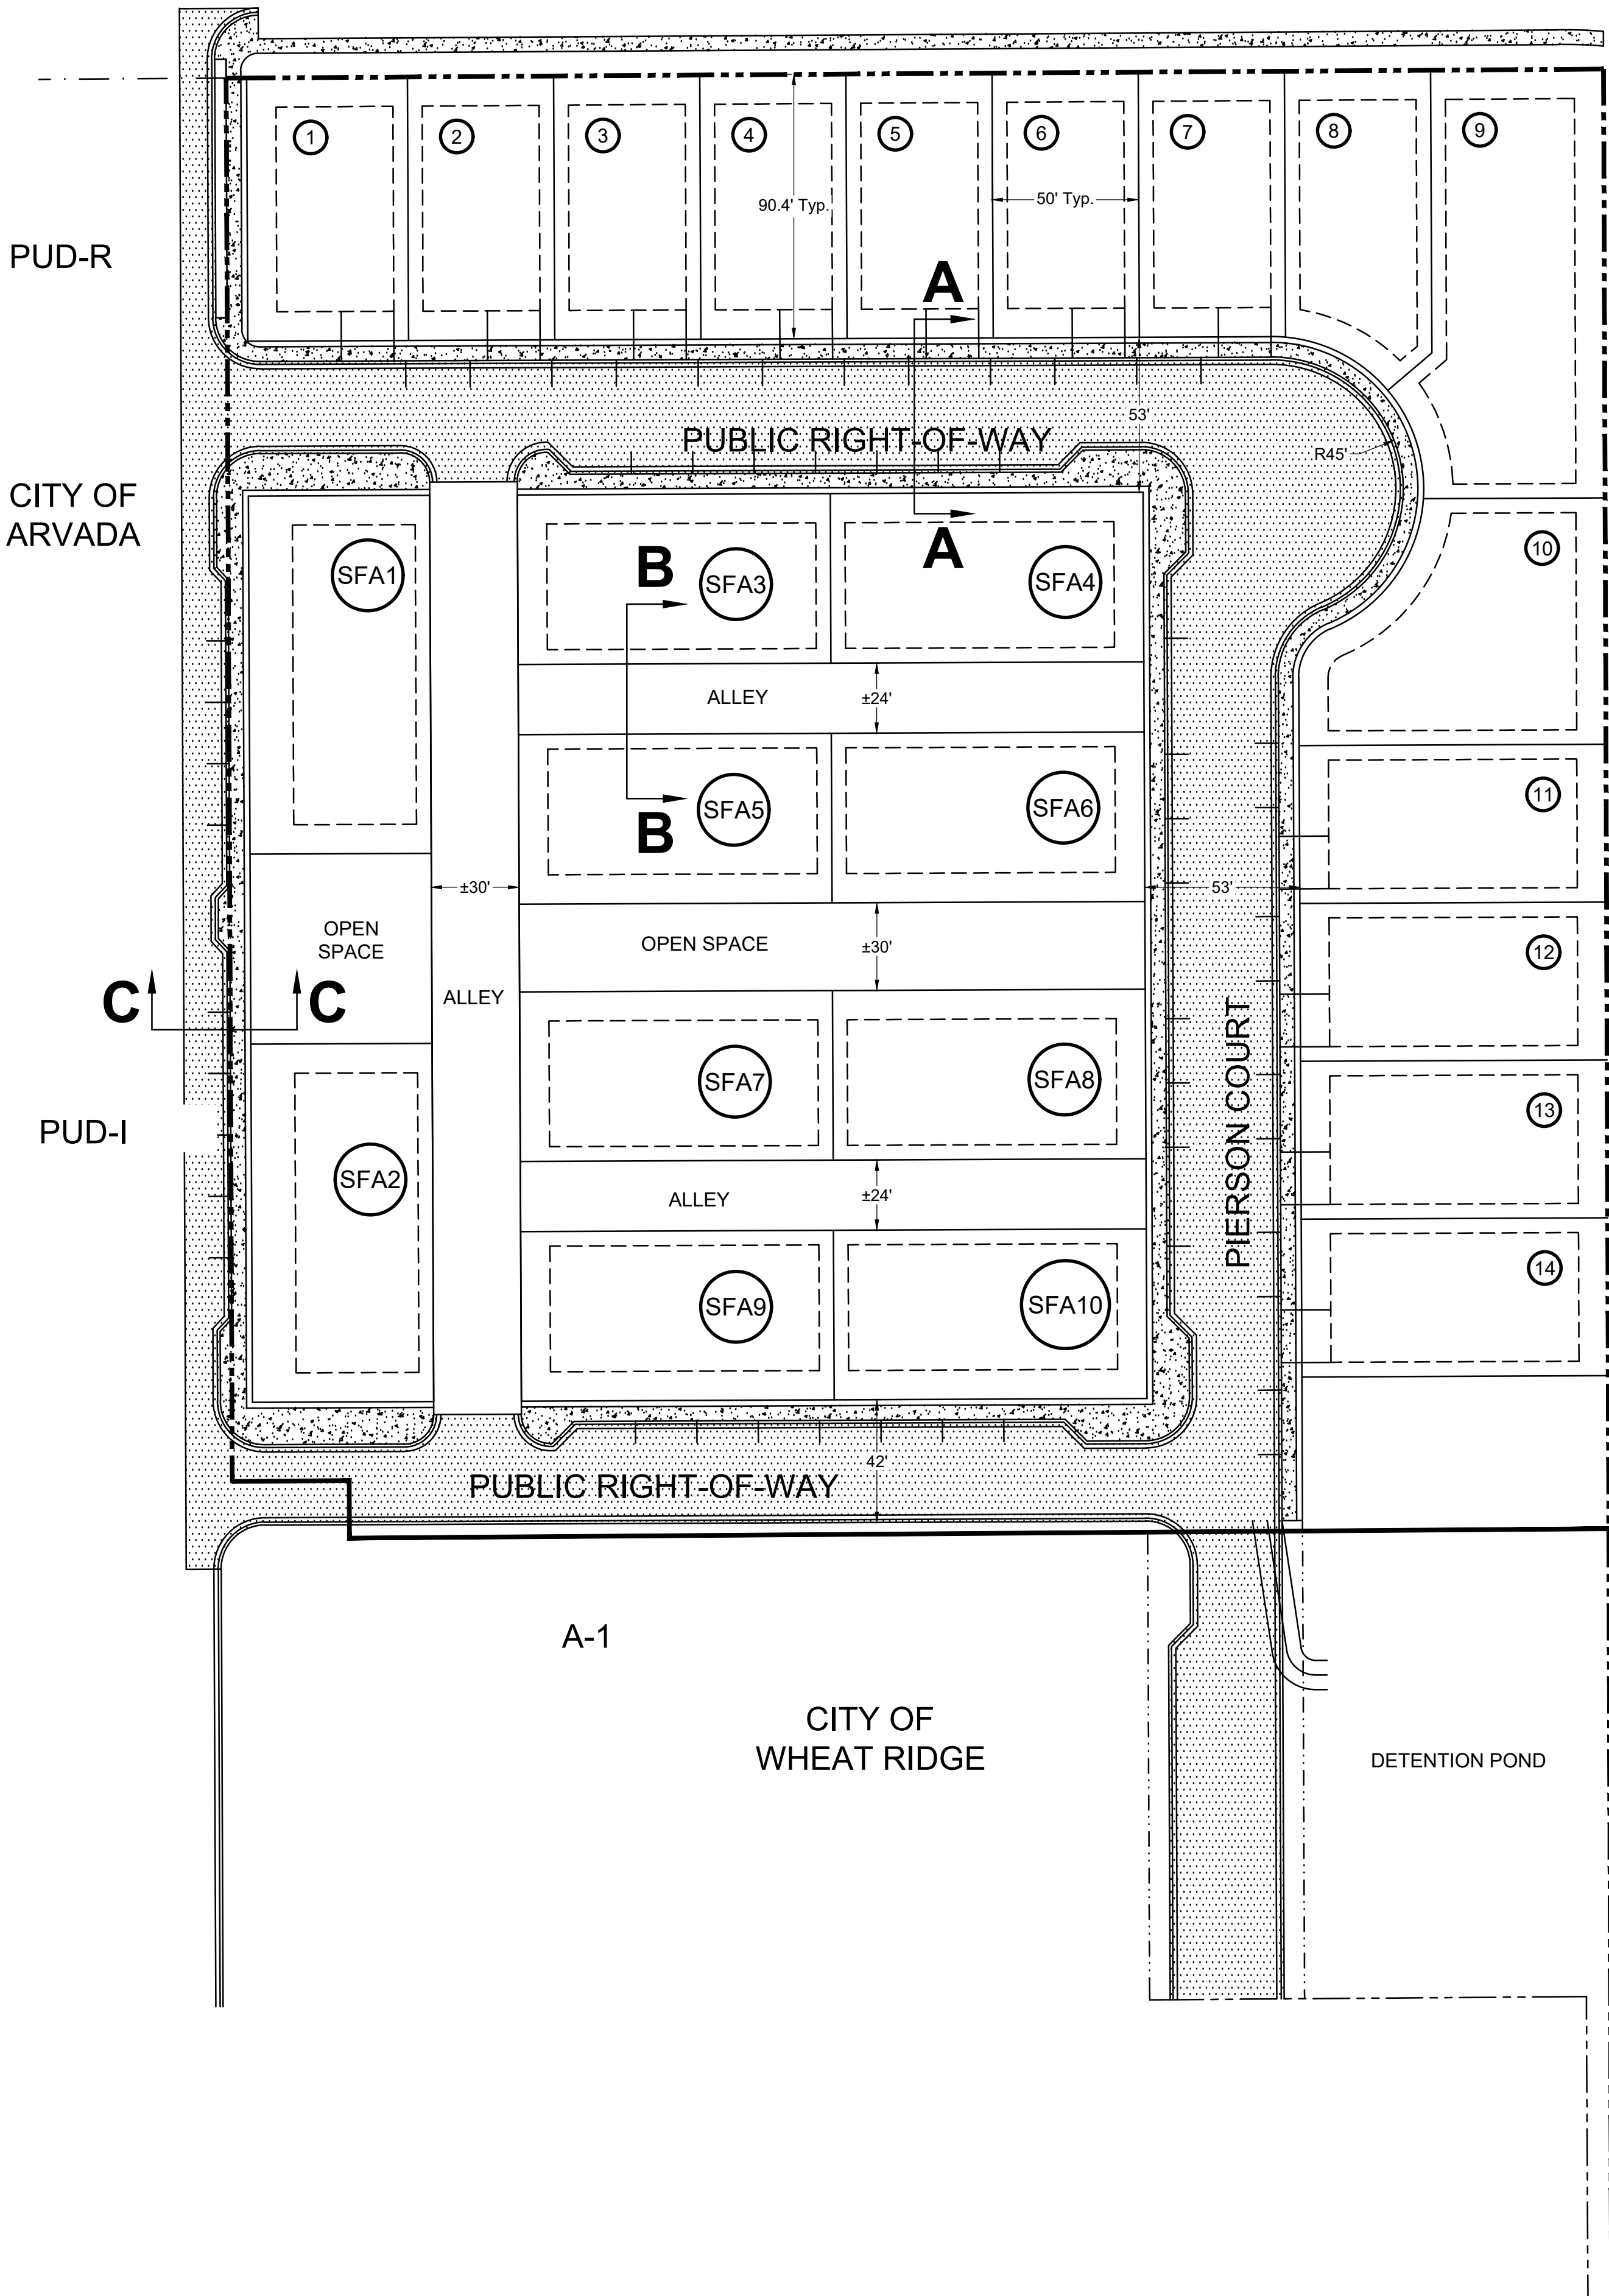 1
2
3
4
5
6
7
8
9
90.4' Typ.
50' Typ.
PUD-R
A
53'
PUBLIC RIGHT-OF-WAY
R45'
CITY OF
ARVADA
A
10
B
SFA1
SFA3
SFA4
ALLEY
±24'
11
SFA5
SFA6
B
±30'
53'
OPEN
SPACE
OPEN SPACE
±30'
12
C
C
ALLEY
PIERSON COURT
SFA7
SFA8
13
PUD-I
SFA2
ALLEY
±24'
14
SFA9
SFA10
42'
PUBLIC RIGHT-OF-WAY
A-1
CITY OF
WHEAT RIDGE
DETENTION POND